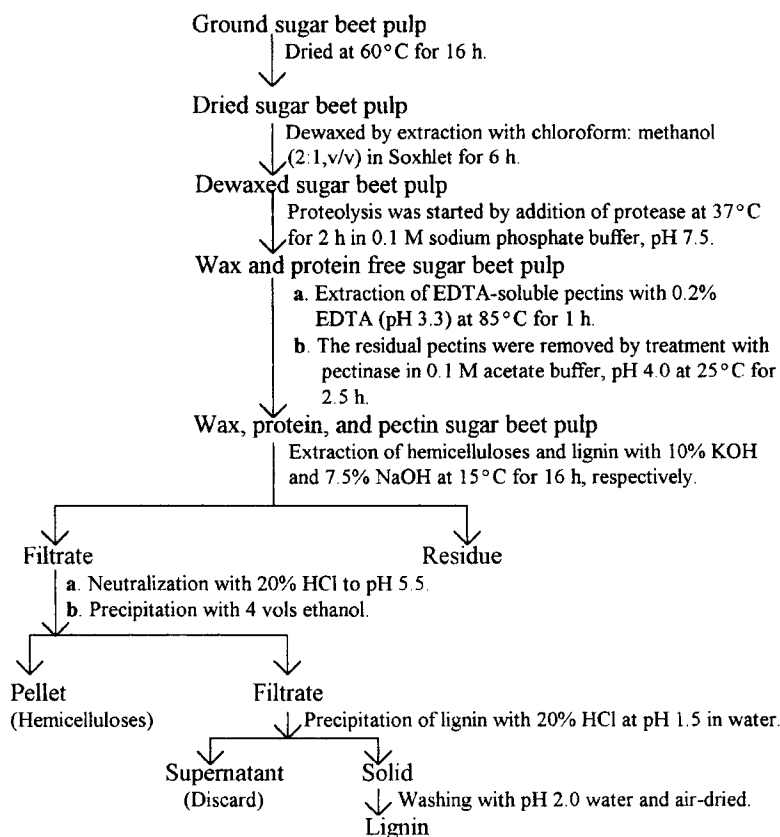 Ground sugar beet pulp
Dried at 60°C for 16 h.
Dried sugar beet pulp
Dewaxed by extraction with chloroform: methanol
(2:1,v/v) in Soxhlet for 6 h.
Dewaxed sugar beet pulp
Proteolysis was started by addition of protease at 37°C
for 2 h in 0.1 M sodium phosphate buffer, pH 7.5.
Wax and protein free sugar beet pulp
a. Extraction of EDTA-soluble pectins with 0.2%
EDTA (pH 3.3) at 85°C for 1 h.
b. The residual pectins were removed by treatment with
pectinase in 0.1 M acetate buffer, pH 4.0 at 25°C for
2.5 h.
Wax, protein, and pectin sugar beet pulp
Extraction of hemicelluloses and lignin with 10% KOH
and 7.5% NaOH at 15°C for 16 h, respectively.
Filtrate Residue
a. Neutralization with 20% HCl to pH 5.5.
b. Precipitation with 4 vols ethanol.
Pellet Filtrate
(Hemicelluloses) Precipitation of lignin with 20% HCl at pH 1.5 in water.
Supernatant Solid
(Discard) Washing with pH 2.0 water and air-dried.
Lignin